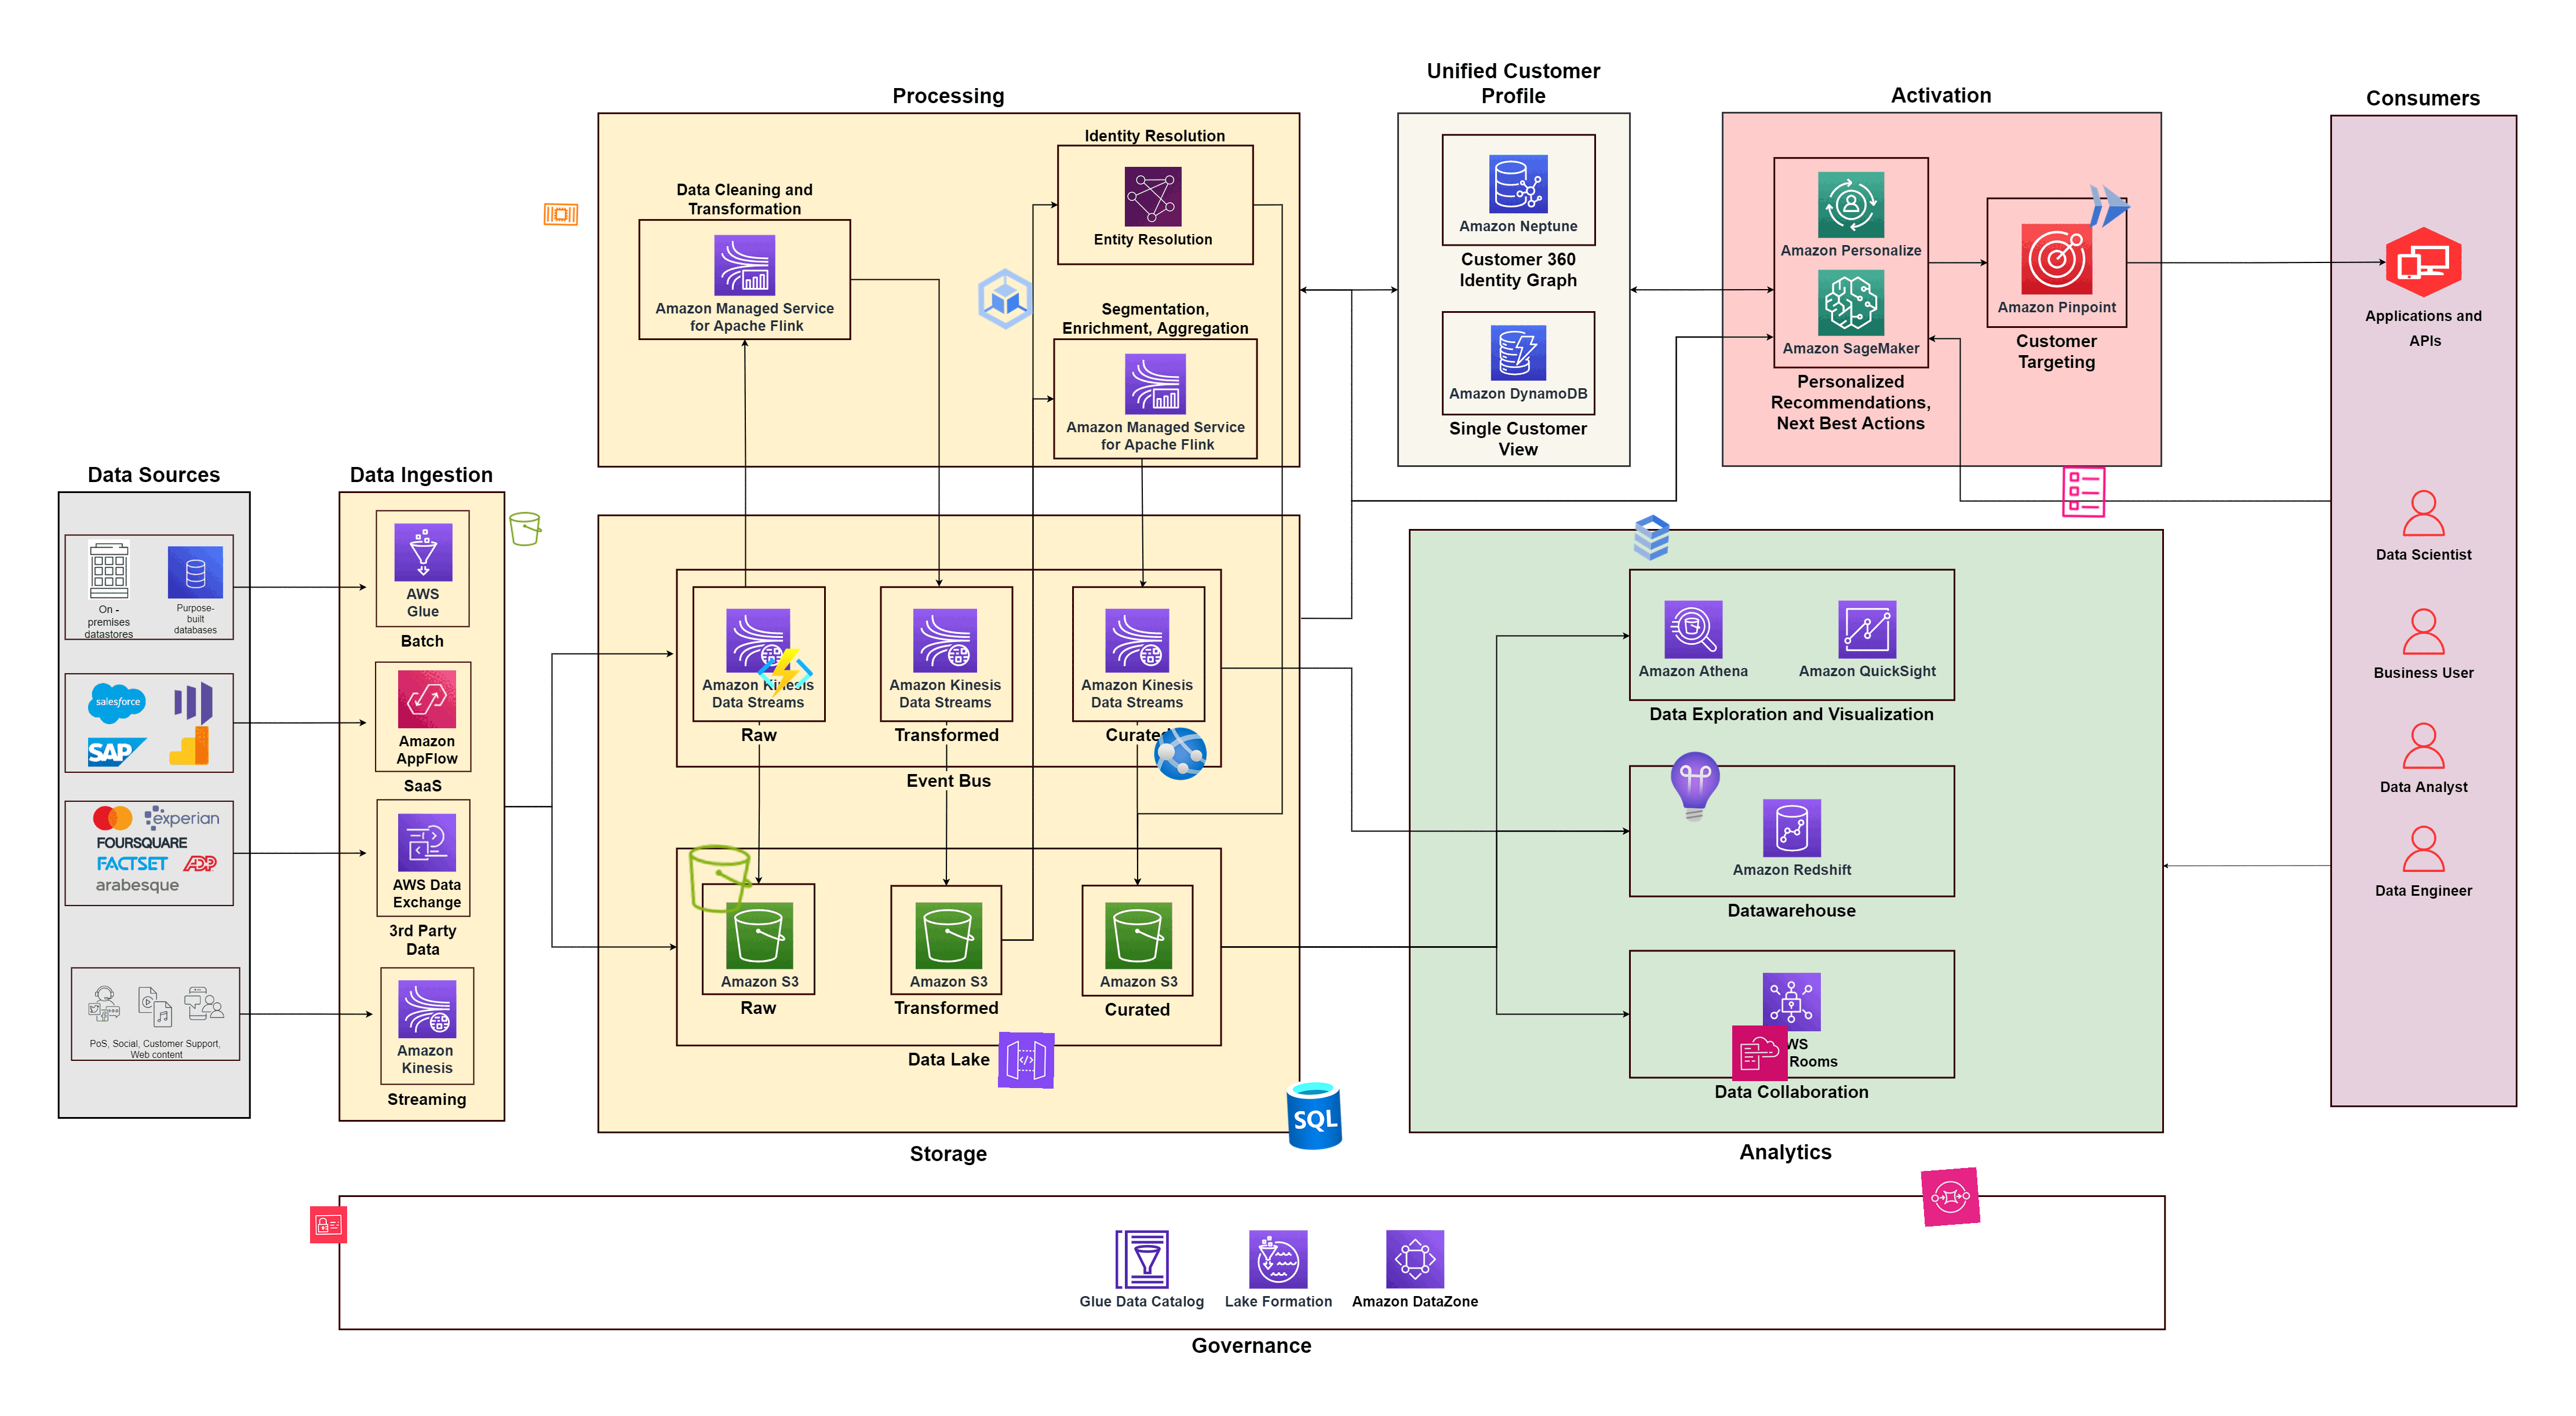 Data Sources
On -
premises
datastores
Purpose-
built
databases
salesforce
SAP
experian
FOURSQUARE
FACTSET
ADP
arabesque
PoS, Social, Customer Support,
Web content
Data Ingestion
AWS
Glue
Batch
Amazon
AppFlow
SaaS
AWS Data
Exchange
3rd Party
Data
Amazon
Kinesis
Streaming
Processing
Data Cleaning and
Transformation
Amazon Managed Service
for Apache Flink
Identity Resolution
Entity Resolution
Segmentation,
Enrichment, Aggregation
Amazon Managed Service
for Apache Flink
Amazon Kinesis
Data Streams
Raw
Amazon Kinesis
Data Streams
Transformed
Amazon Kinesis
Data Streams
Curated
Event Bus
Amazon S3
Raw
Amazon S3
Transformed
Amazon S3
Curated
Data Lake
SQL
Storage
Unified Customer
Profile
Amazon Neptune
Customer 360
Identity Graph
Amazon DynamoDB
Single Customer
View
Activation
Amazon Personalize
Amazon SageMaker
Personalized
Recommendations,
Next Best Actions
Amazon Pinpoint
Customer
Targeting
Amazon Athena
Amazon QuickSight
Data Exploration and Visualization
Amazon Redshift
Datawarehouse
Rooms
Data Collaboration
Analytics
Consumers
Applications and
APIs
Data Scientist
Business User
Data Analyst
Data Engineer
Glue Data Catalog
Lake Formation
Amazon DataZone
Governance